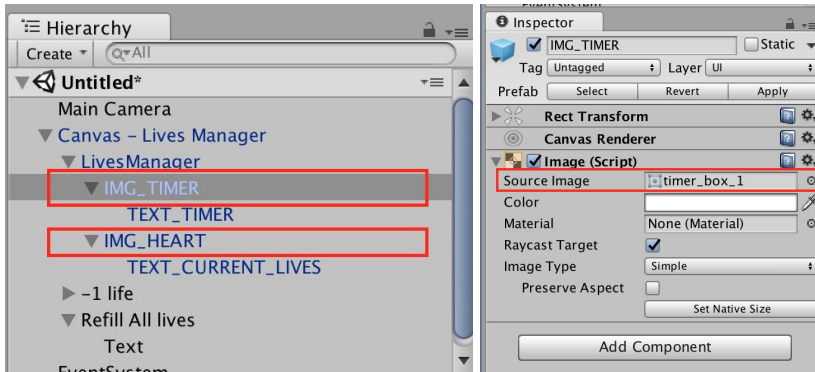 Hierarchy
Create All
Untitled*
Main Camera
Canvas - Lives Manager
LivesManager
IMG_TIMER
TEXT_TIMER
IMG_HEART
TEXT_CURRENT_LIVES
-1 life
Refill All lives
Text
EventSystem
Inspector
IMG_TIMER Static
Tag Untagged Layer UI
Prefab Select Revert Apply
Rect Transform
Canvas Renderer
Image (Script)
Source Image timer_box_1
Color
Material None (Material)
Raycast Target
Image Type Simple
Preserve Aspect
Set Native Size
Add Component